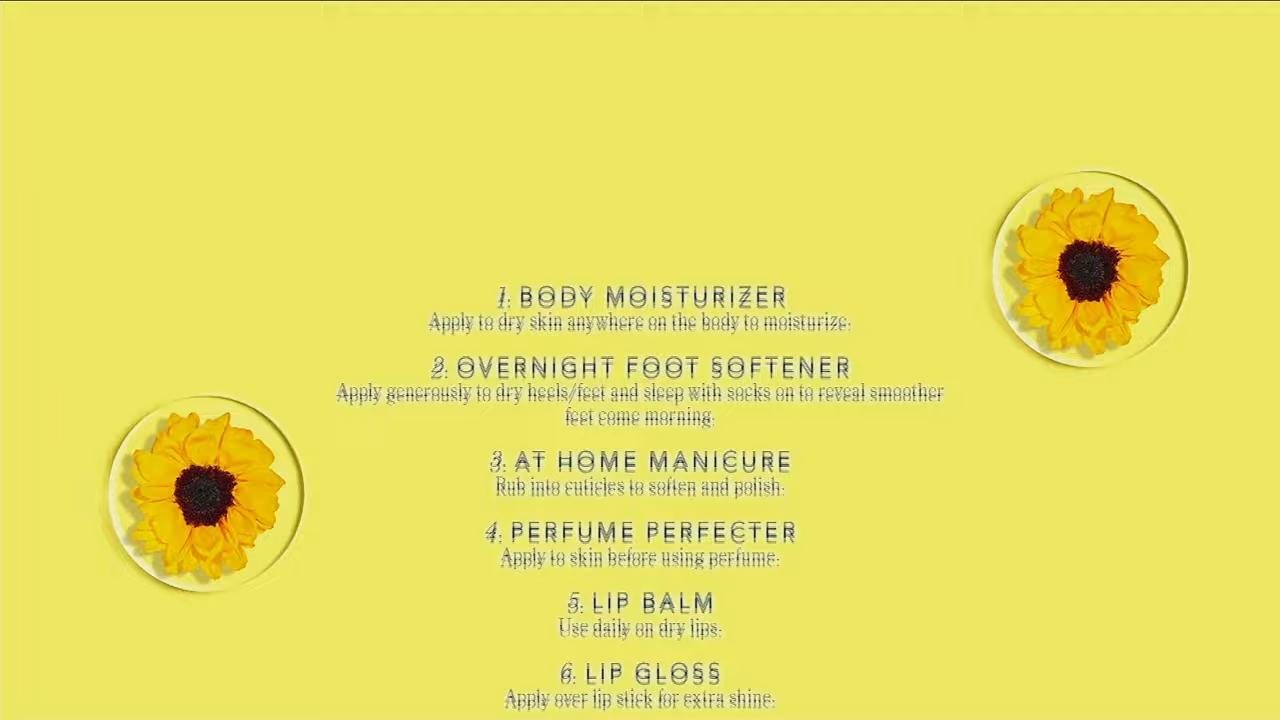 1. BODY MOISTURIZER
Apply to dry skin anywhere on the body to moisturize.
2. OVERNIGHT FOOT SOFTENER
Apply generously to dry heels/feet and sleep with socks on to reveal smoother
feet come morning.
3. AT HOME MANICURE
Rub into cuticles to soften and polish.
4. PERFUME PERFECTER
Apply to skin before using perfume.
5. LIP BALM
Use daily on dry lips.
6. LIP GLOSS
Apply over lip stick for extra shine.